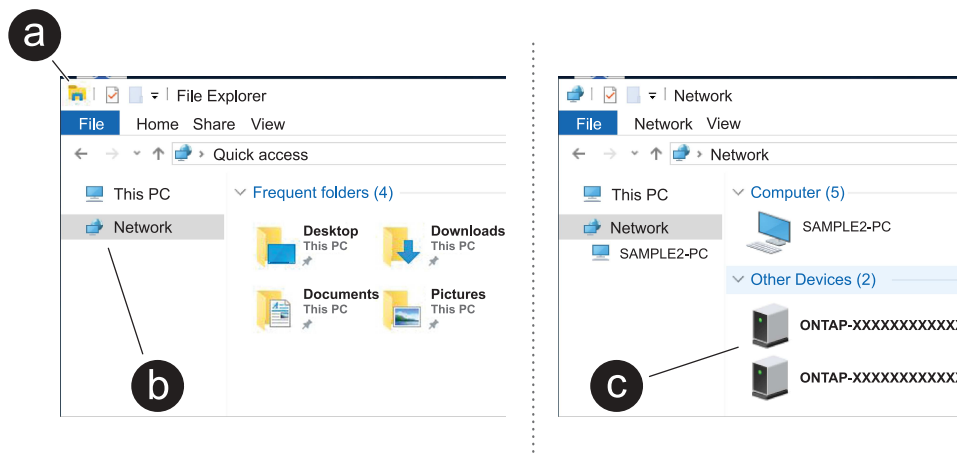 a
File Explorer
File Home Share View
Quick access
This PC
Network
Frequent folders (4)
Desktop
This PC
Downloads
This PC
Documents
This PC
Pictures
This PC
b
Network
File Network View
Network
This PC
Network
SAMPLE2-PC
Computer (5)
SAMPLE2-PC
Other Devices (2)
ONTAP-XXXXXXXXXXX
ONTAP-XXXXXXXXXXX
c